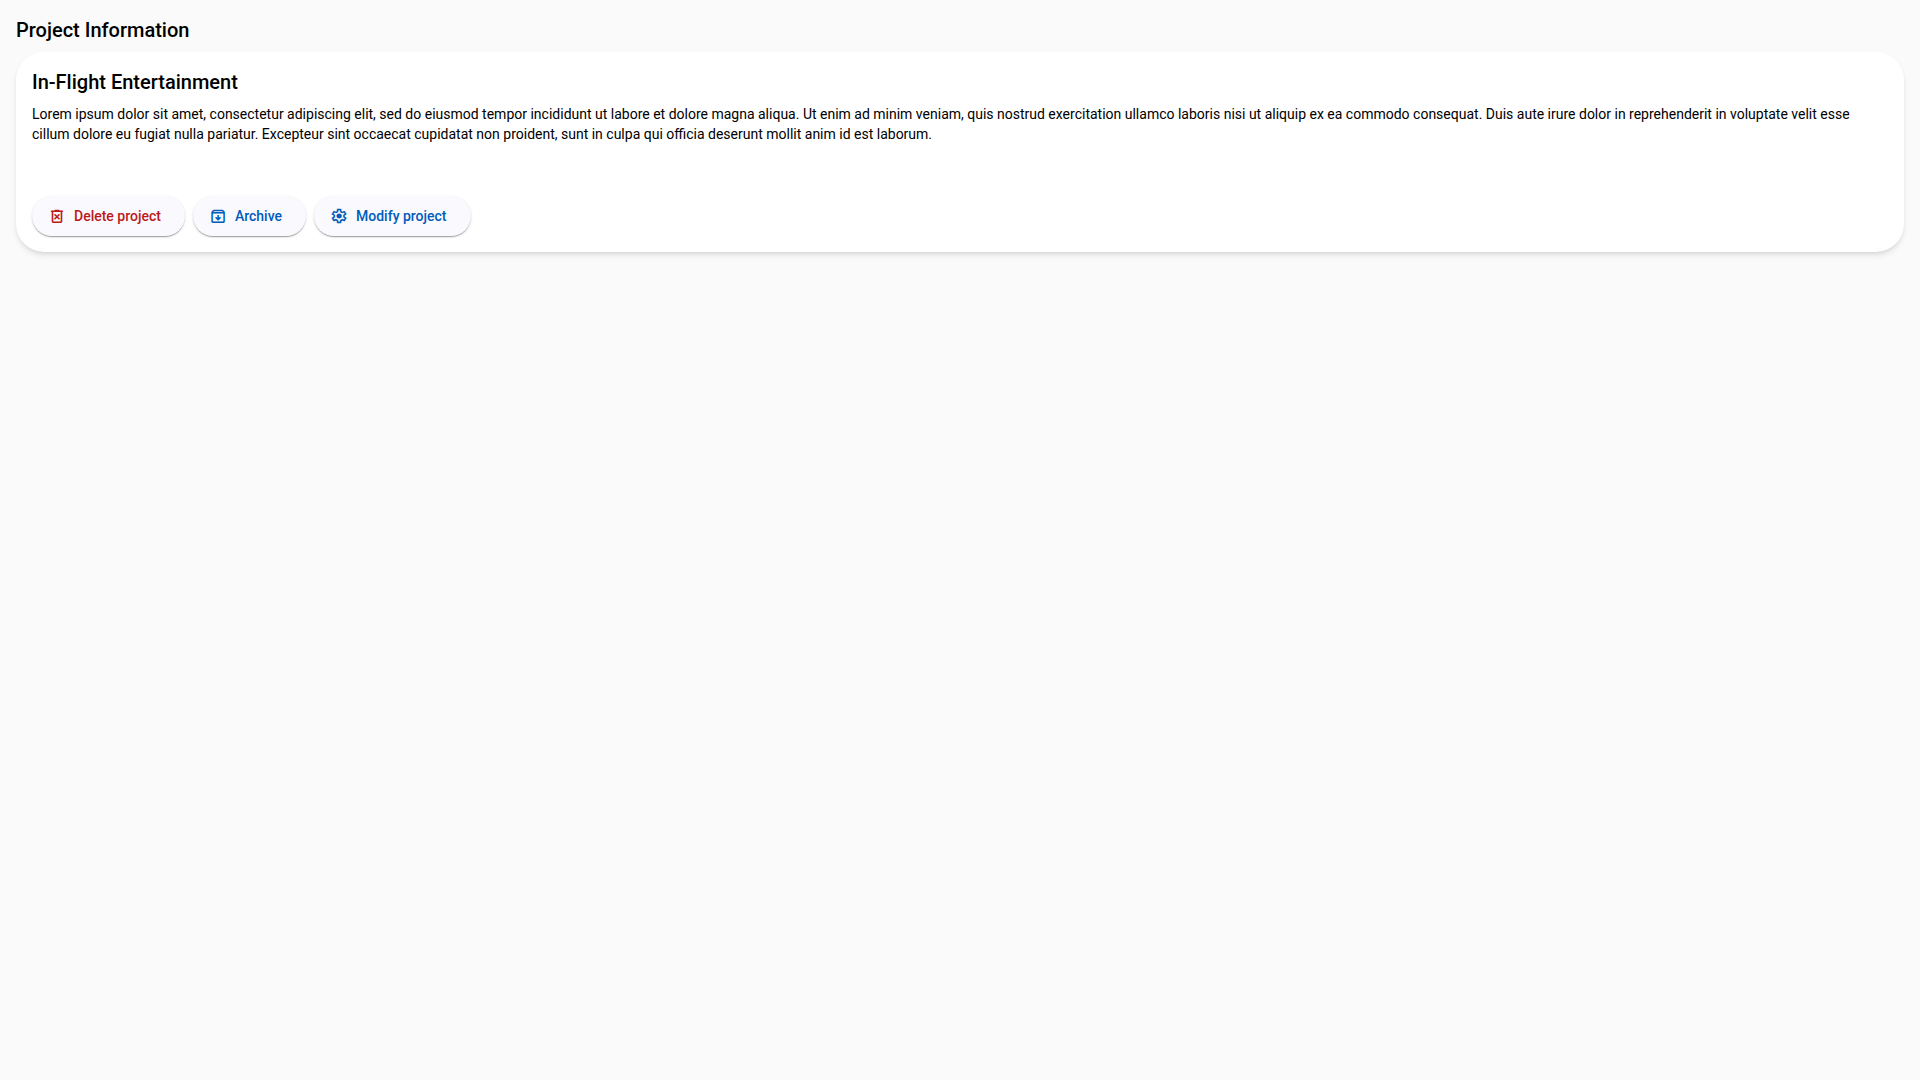 Project Information
In-Flight Entertainment
Lorem ipsum dolor sit amet, consectetur adipiscing elit, sed do eiusmod tempor incididunt ut labore et dolore magna aliqua. Ut enim ad minim veniam, quis nostrud exercitation ullamco laboris nisi ut aliquip ex ea commodo consequat. Duis aute irure dolor in reprehenderit in voluptate velit esse
cillum dolore eu fugiat nulla pariatur. Excepteur sint occaecat cupidatat non proident, sunt in culpa qui officia deserunt mollit anim id est laborum.
Delete project
Archive
Modify project